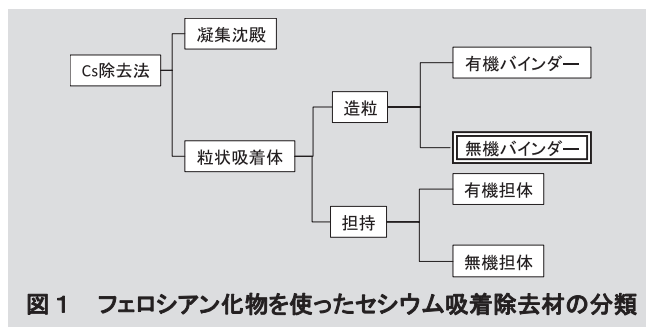 凝集沈殿
Cs除去法
有機バインダー
造粒
無機バインダー
粒状吸着体
有機担体
担持
無機担体
図1 フェロシアン化物を使ったセシウム吸着除去材の分類